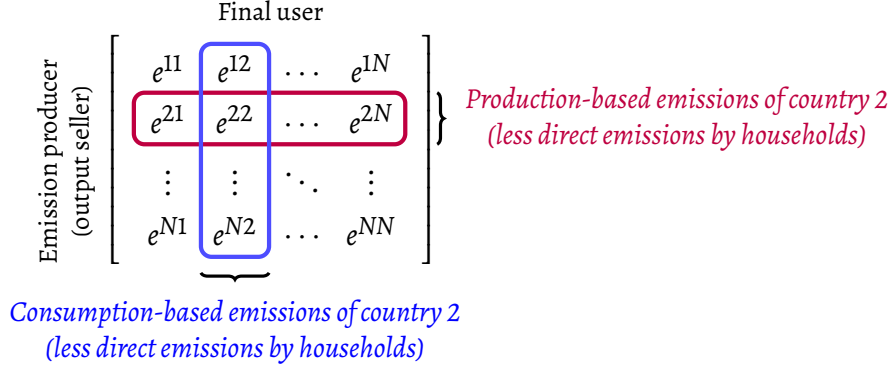 Final user
Emission producer
(output seller)
e^{11} e^{12} ... e^{1N}
e^{21} e^{22} ... e^{2N}
⋮ ⋮ ⋱ ⋮
e^{N1} e^{N2} ... e^{NN}
Production-based emissions of country 2
(less direct emissions by households)
Consumption-based emissions of country 2
(less direct emissions by households)